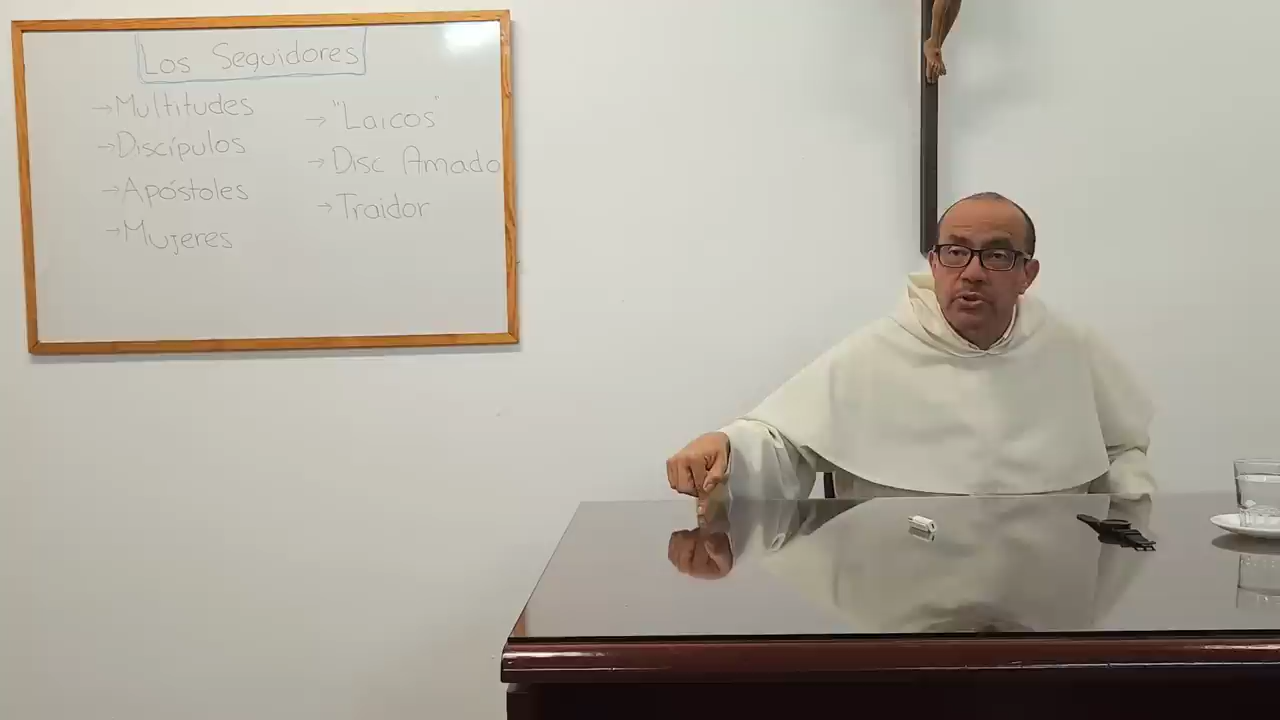 Los Seguidores
→Multitudes
→Discípulos
→Apóstoles
→Mujeres
→ "Laicos"
→ Disc Amado
→ Traidor